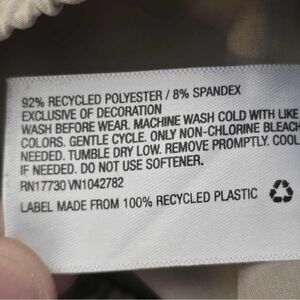 92% RECYCLED POLYESTER / 8% SPANDEX
EXCLUSIVE OF DECORATION
WASH BEFORE WEAR. MACHINE WASH COLD WITH LIKE
COLORS. GENTLE CYCLE. ONLY NON-CHLORINE BLEACH
NEEDED. TUMBLE DRY LOW. REMOVE PROMPTLY. COOL
IF NEEDED. DO NOT USE SOFTENER.
RN17730 VN1042782
LABEL MADE FROM 100% RECYCLED PLASTIC